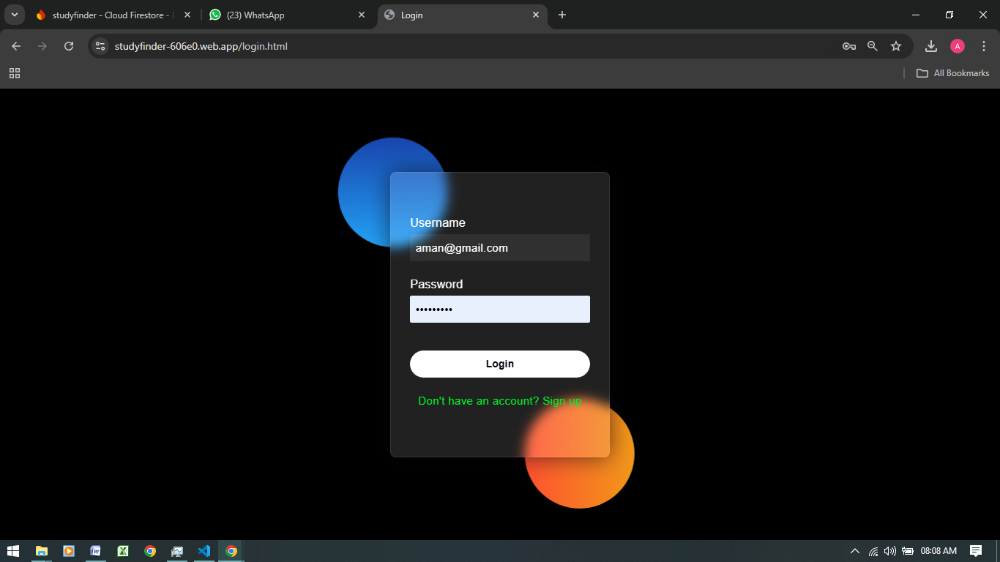 studyfinder - Cloud Firestore -
(23) WhatsApp
Login
studyfinder-606e0.web.app/login.html
A
All Bookmarks
Username
aman@gmail.com
Password
•••••••••
Login
Don't have an account? Sign up
08:08 AM